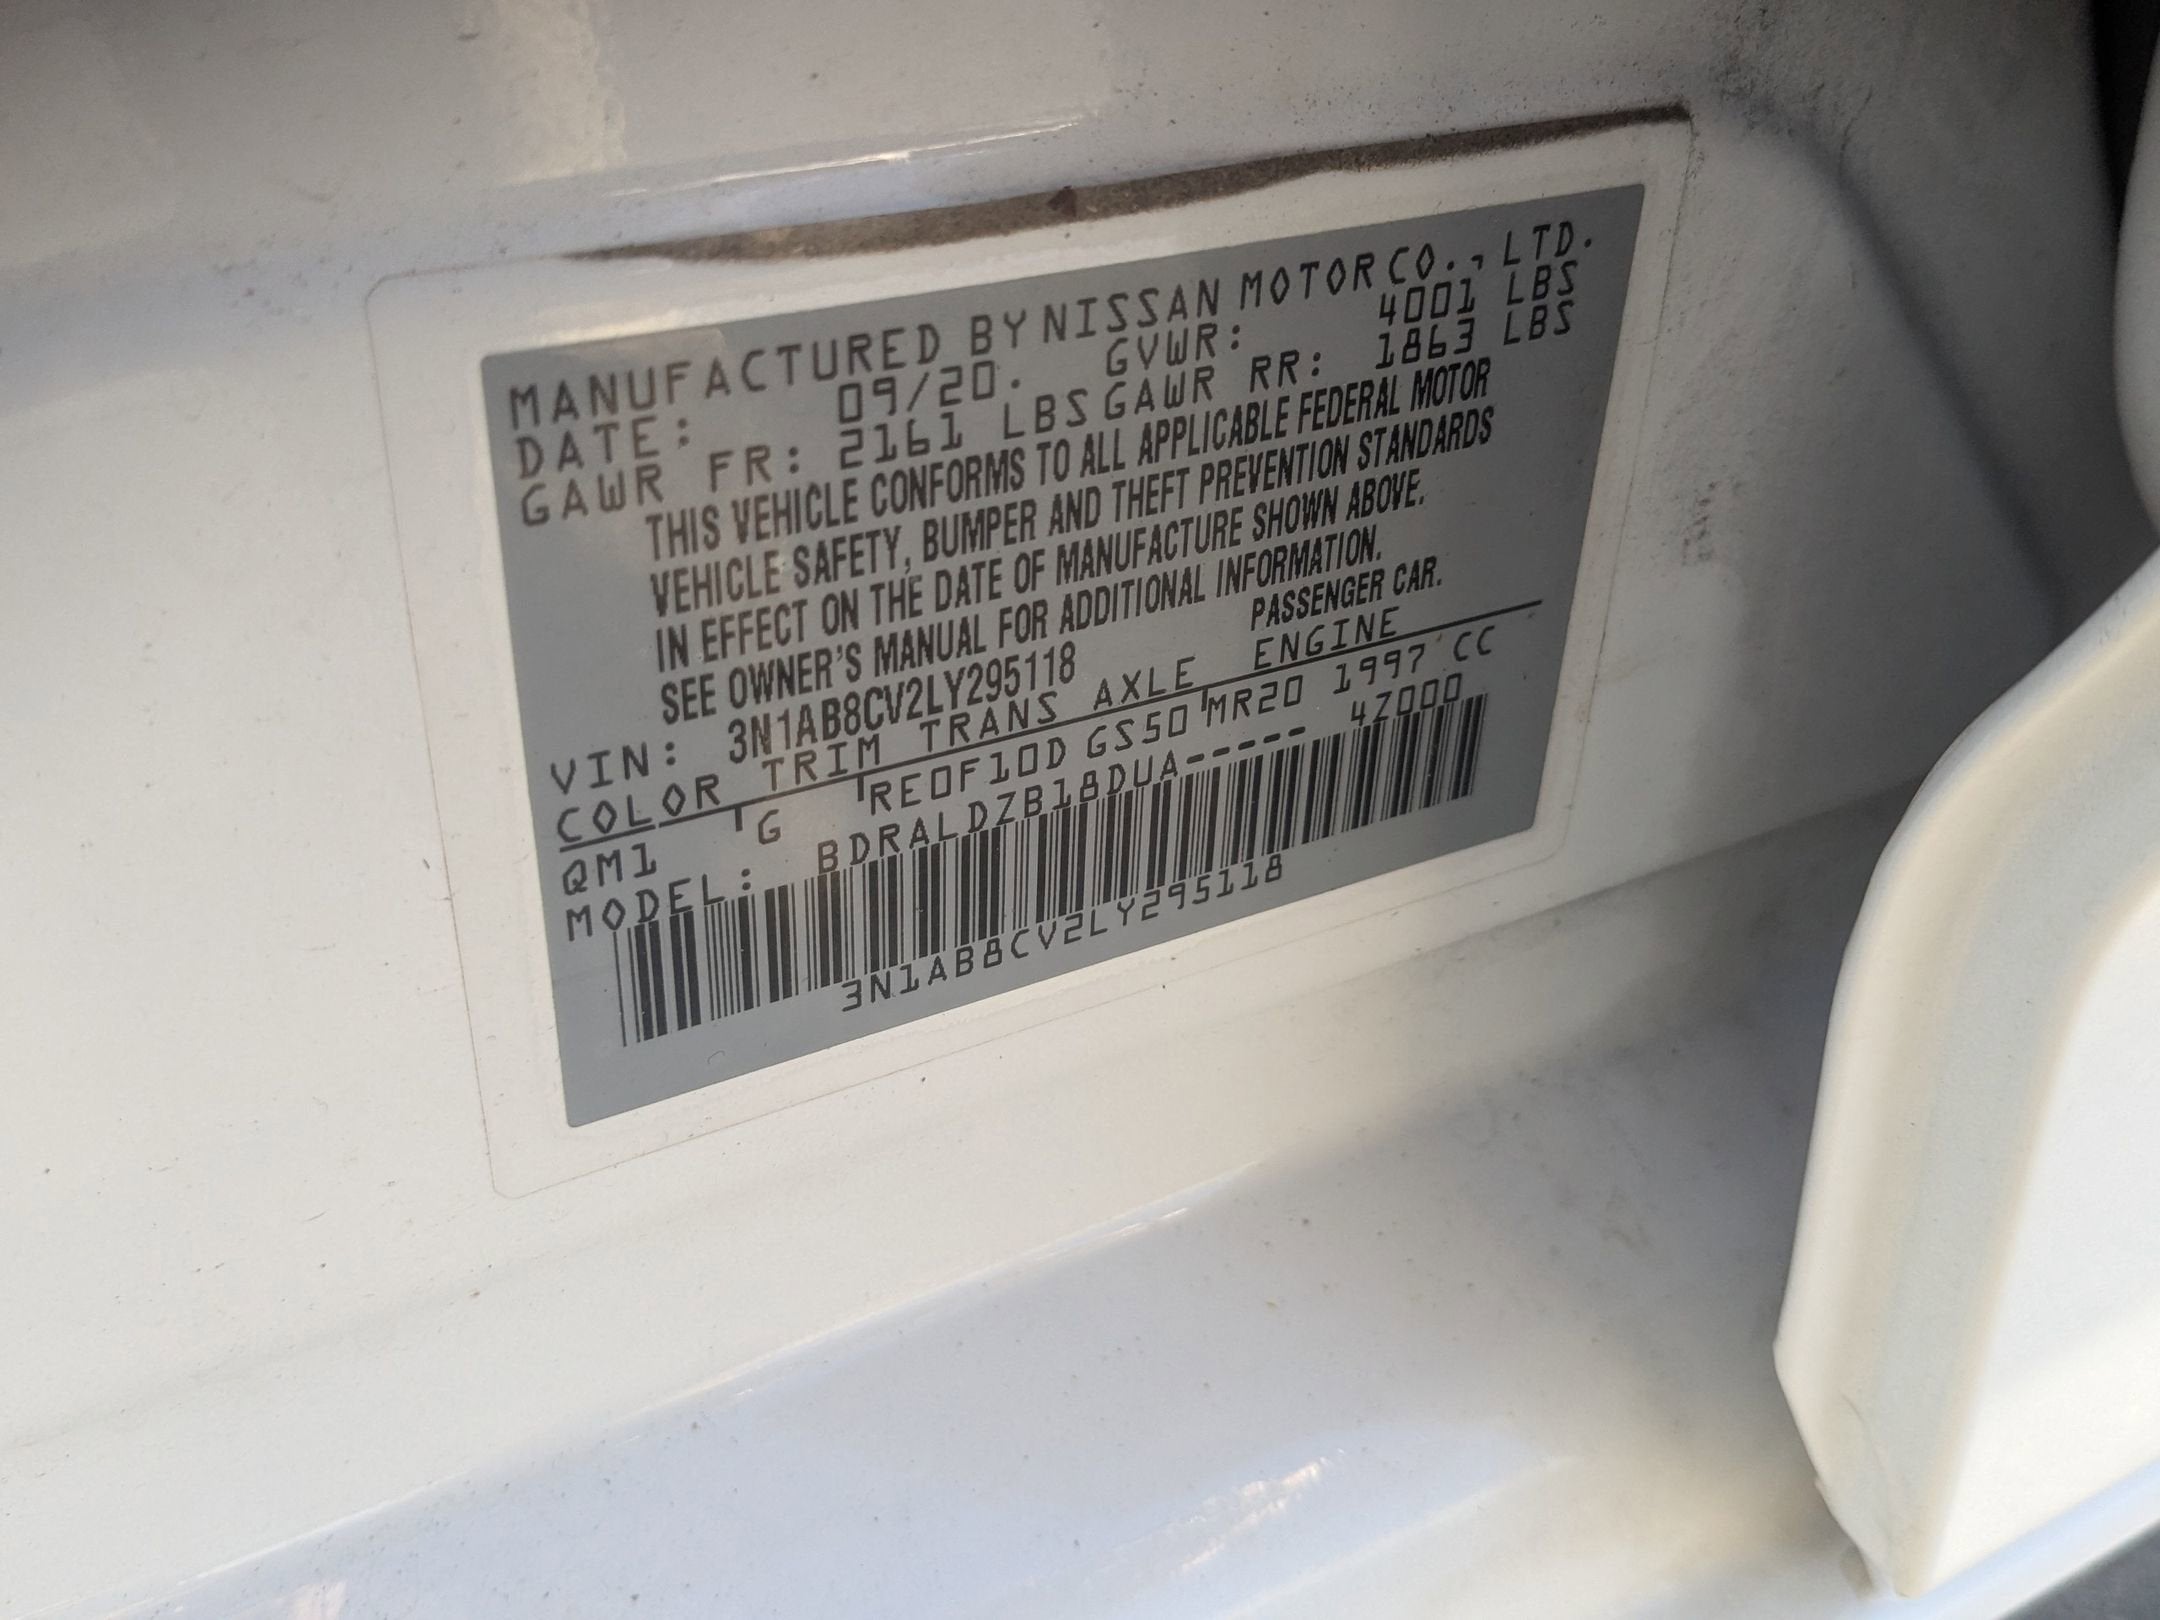 MANUFACTURED BY NISSAN MOTOR CO., LTD.
DATE: 09/20. GVWR: 4001 LBS
GAWR FR: 2161 LBS GAWR RR: 1863 LBS
THIS VEHICLE CONFORMS TO ALL APPLICABLE FEDERAL MOTOR
VEHICLE SAFETY, BUMPER AND THEFT PREVENTION STANDARDS
IN EFFECT ON THE DATE OF MANUFACTURE SHOWN ABOVE.
SEE OWNER'S MANUAL FOR ADDITIONAL INFORMATION.
VIN: 3N1AB8CV2LY295118 PASSENGER CAR.
COLOR TRIM TRANS AXLE ENGINE
QM1 G RE0F10D GS50 MR20 1997 CC
MODEL: BDRALDZB18DUA----- 4Z000
3N1AB8CV2LY295118